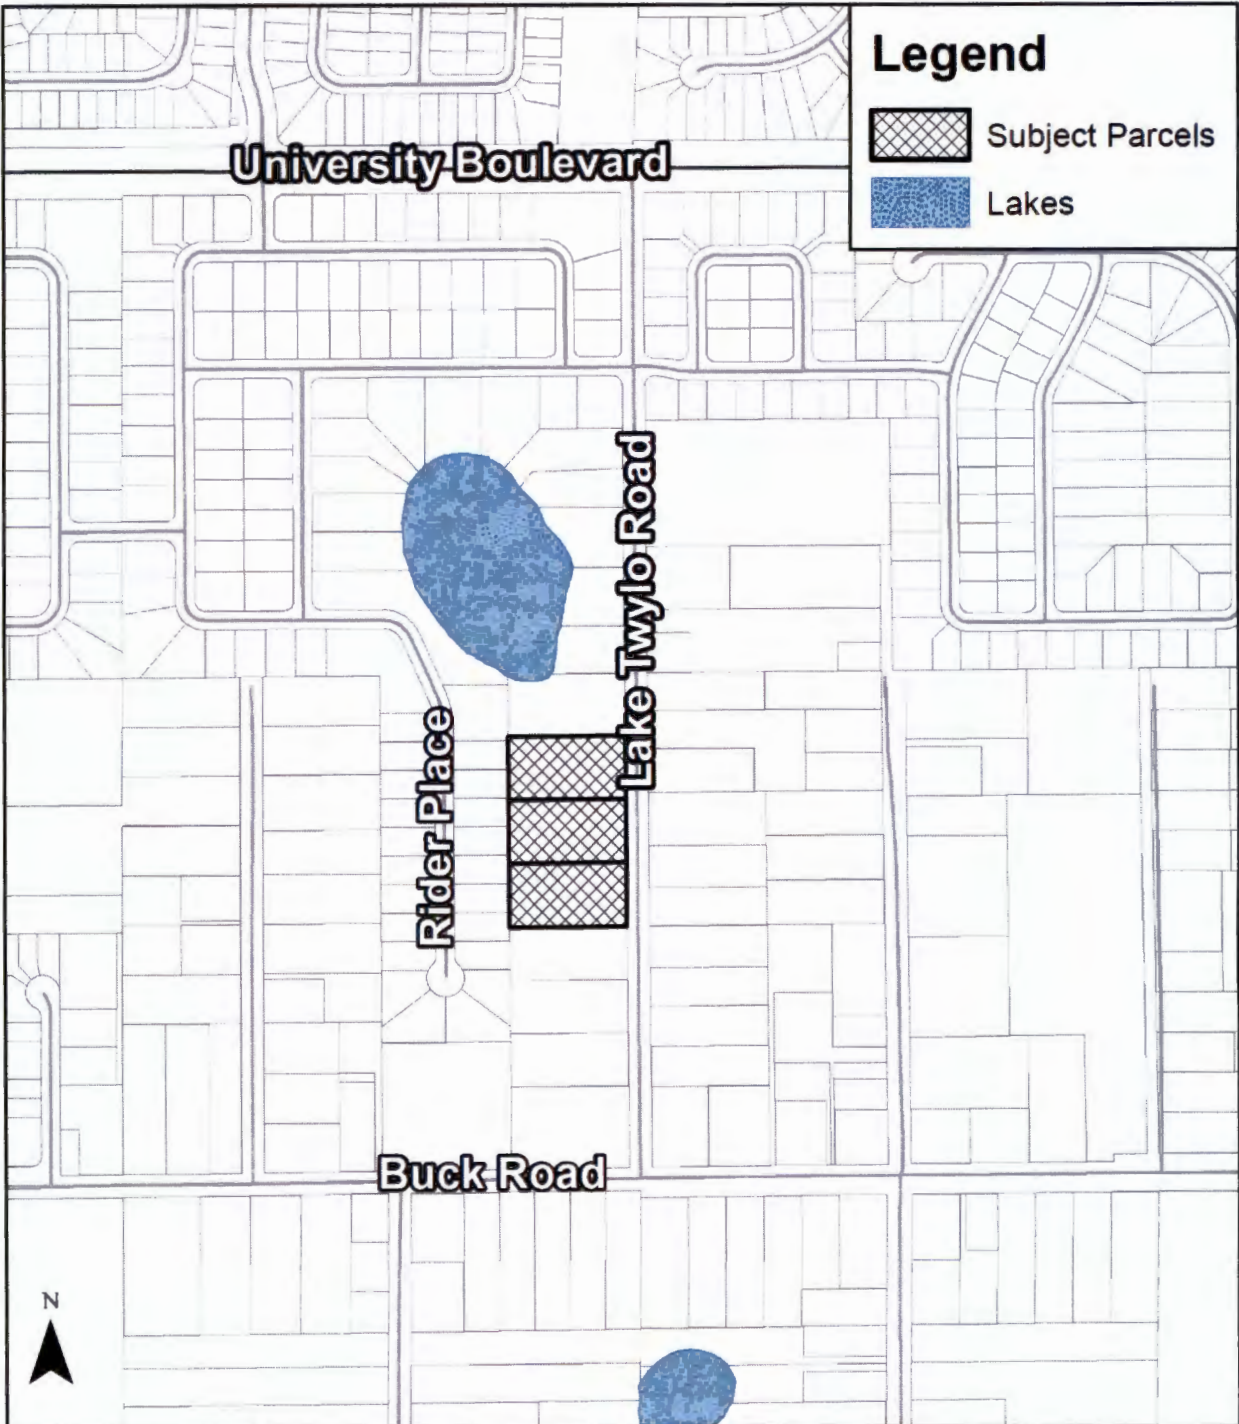 Legend
Subject Parcels
Lakes
University Boulevard
Lake Twylo Road
Rider Place
Buck Road
N